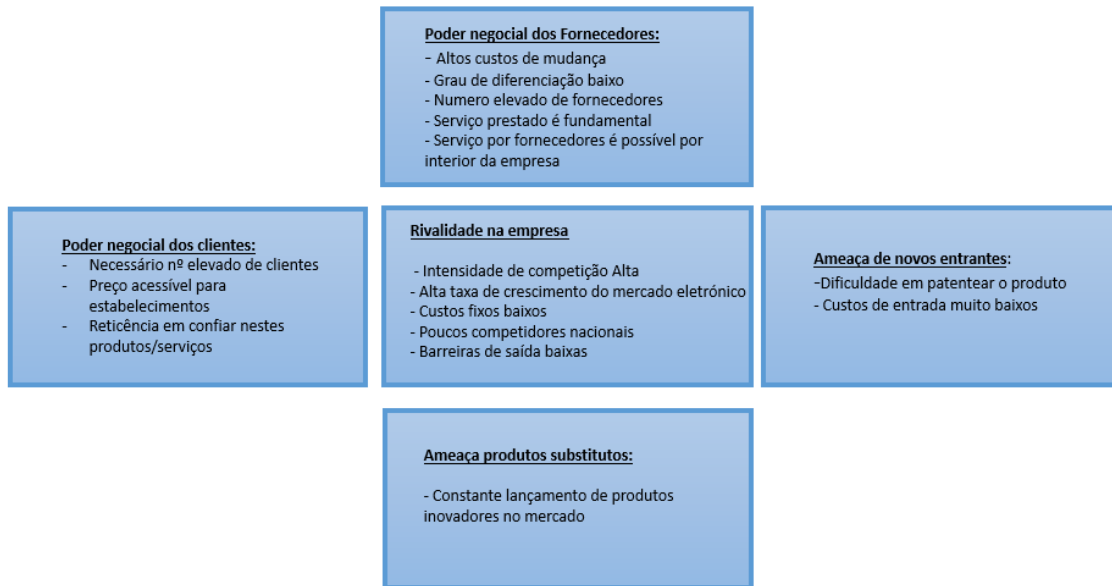 Poder negocial dos Fornecedores:
- Altos custos de mudança
- Grau de diferenciação baixo
- Numero elevado de fornecedores
- Serviço prestado é fundamental
- Serviço por fornecedores é possível por
interior da empresa
Poder negocial dos clientes:
- Necessário nº elevado de clientes
- Preço acessível para
estabelecimentos
- Reticência em confiar nestes
produtos/serviços
Rivalidade na empresa
- Intensidade de competição Alta
- Alta taxa de crescimento do mercado eletrónico
- Custos fixos baixos
- Poucos competidores nacionais
- Barreiras de saída baixas
Ameaça de novos entrantes:
-Dificuldade em patentear o produto
- Custos de entrada muito baixos
Ameaça produtos substitutos:
- Constante lançamento de produtos
inovadores no mercado